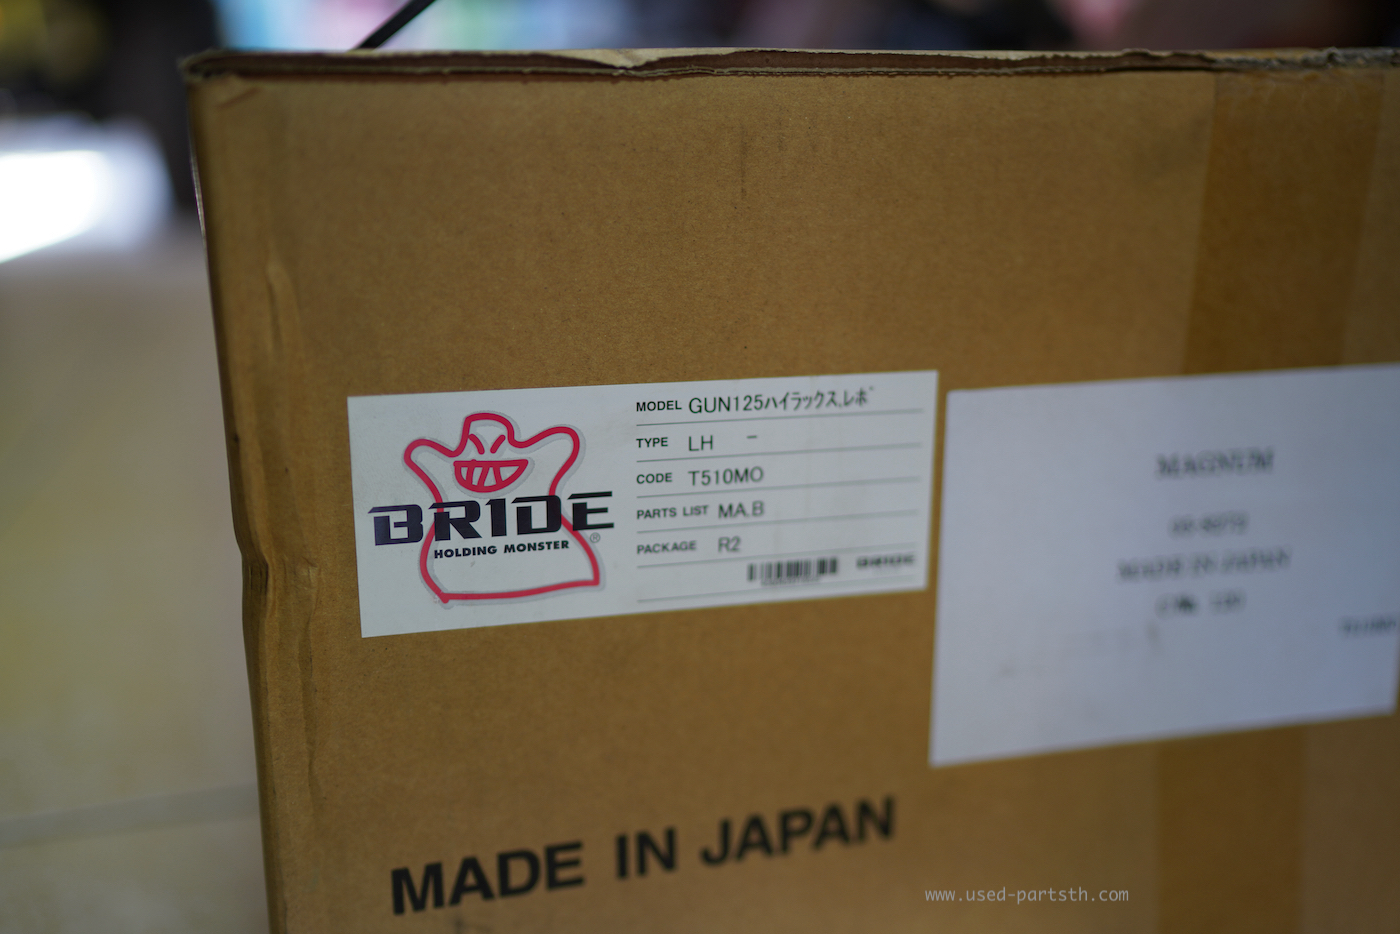 BRIDE
HOLDING MONSTER
®
MODEL GUN125ハイラックス,レボ
TYPE LH -
CODE T510MO
PARTS LIST MA.B
PACKAGE R2
BRIDE
MAGNUM
MADE IN JAPAN
MADE IN JAPAN
www.used-partsth.com